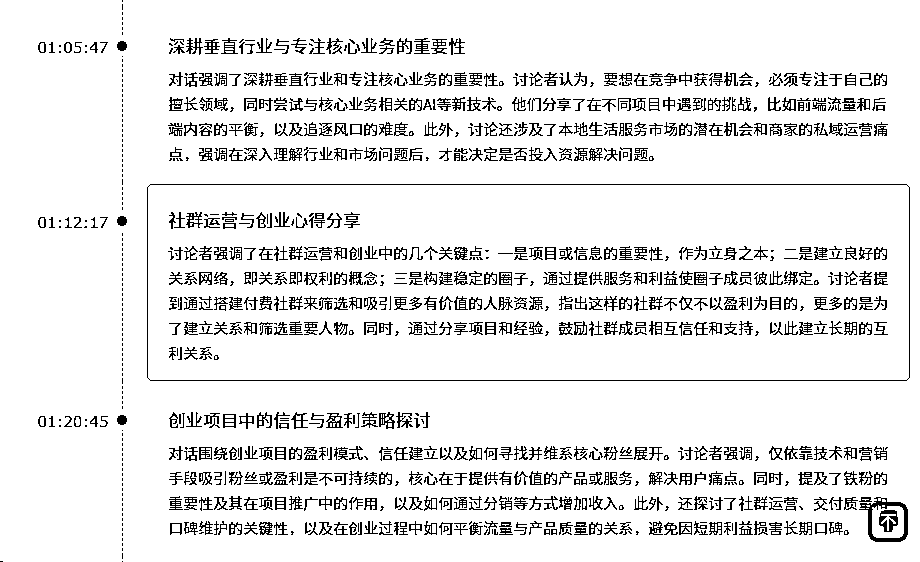 01:05:47
深耕垂直行业与专注核心业务的重要性
对话强调了深耕垂直行业和专注核心业务的重要性。讨论者认为，要想在竞争中获得机会，必须专注于自己的
擅长领域，同时尝试与核心业务相关的AI等新技术。他们分享了在不同项目中遇到的挑战，比如前端流量和后
端内容的平衡，以及追逐风口的难度。此外，讨论还涉及了本地生活服务市场的潜在机会和商家的私域运营痛
点，强调在深入理解行业和市场问题后，才能决定是否投入资源解决问题。
01:12:17
社群运营与创业心得分享
讨论者强调了在社群运营和创业中的几个关键点：一是项目或信息的重要性，作为立身之本；二是建立良好的
关系网络，即关系即权利的概念；三是构建稳定的圈子，通过提供服务和利益使圈子成员彼此绑定。讨论者提
到通过搭建付费社群来筛选和吸引更多有价值的人脉资源，指出这样的社群不仅不以盈利为目的，更多的是为
了建立关系和筛选重要人物。同时，通过分享项目和经验，鼓励社群成员相互信任和支持，以此建立长期的互
利关系。
01:20:45
创业项目中的信任与盈利策略探讨
对话围绕创业项目的盈利模式、信任建立以及如何寻找并维系核心粉丝展开。讨论者强调，仅依靠技术和营销
手段吸引粉丝或盈利是不可持续的，核心在于提供有价值的产品或服务，解决用户痛点。同时，提及了铁粉的
重要性及其在项目推广中的作用，以及如何通过分销等方式增加收入。此外，还探讨了社群运营、交付质量和
口碑维护的关键性，以及在创业过程中如何平衡流量与产品质量的关系，避免因短期利益损害长期口碑。